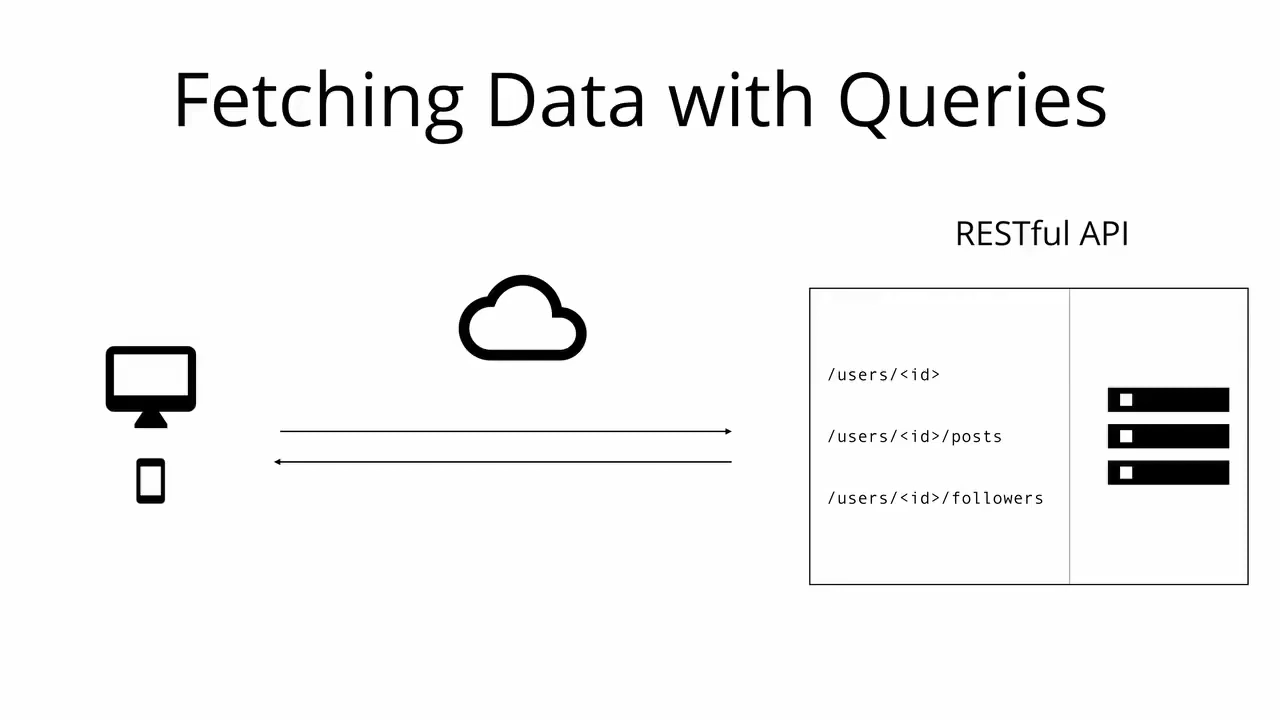 Fetching Data with Queries
RESTful API
/users/<id>
/users/<id>/posts
/users/<id>/followers